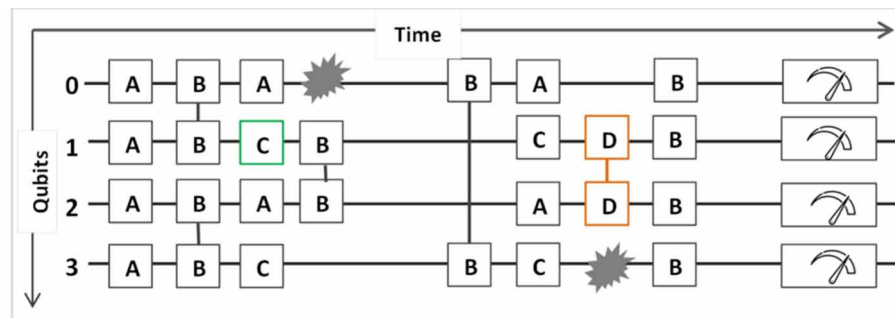 Time
Qubits
0 A B A B A B
1 A B C B C D B
2 A B A B A D B
3 A B C B C B